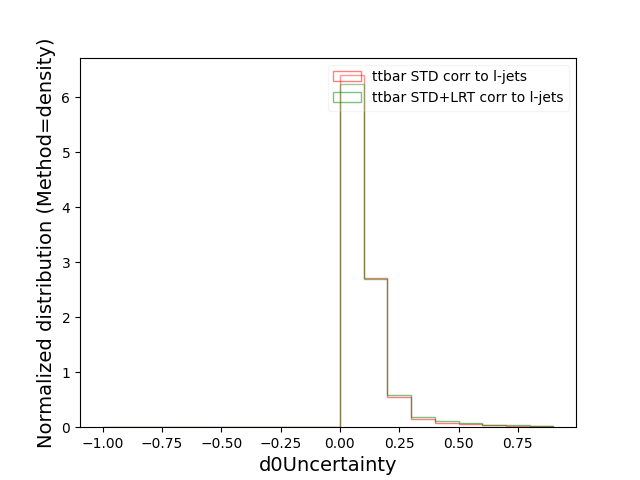 ttbar STD corr to l-jets
ttbar STD+LRT corr to l-jets
Normalized distribution (Method=density)
6
5
4
3
2
1
0
−1.00 −0.75 −0.50 −0.25 0.00 0.25 0.50 0.75
d0Uncertainty